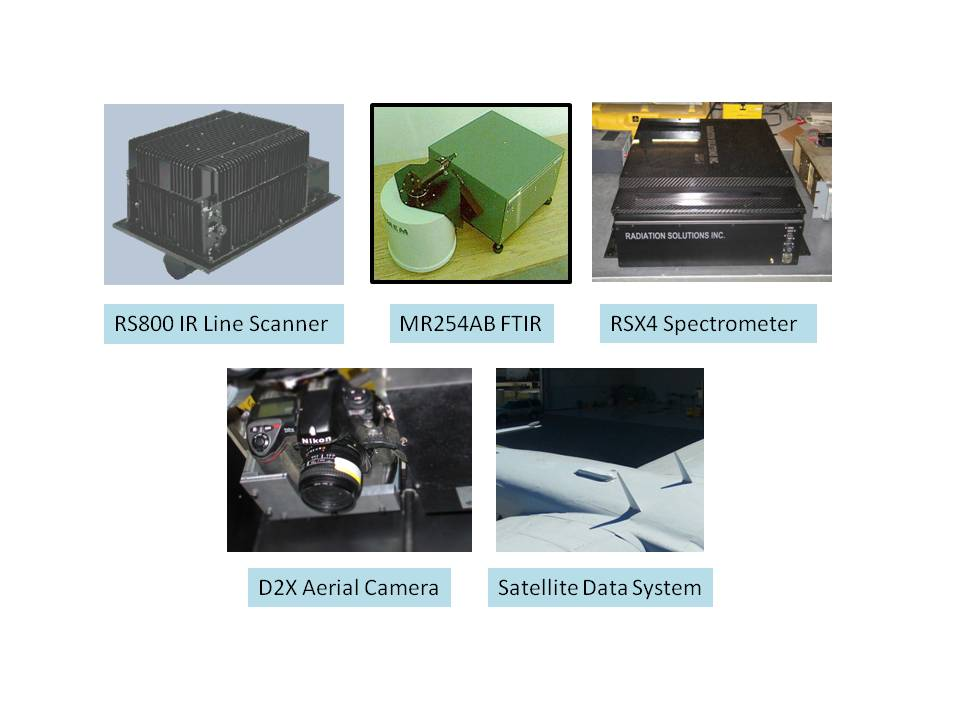 RADIATION SOLUTIONS INC.
RS800 IR Line Scanner
MR254AB FTIR
RSX4 Spectrometer
Nikon
D2X Aerial Camera
Satellite Data System